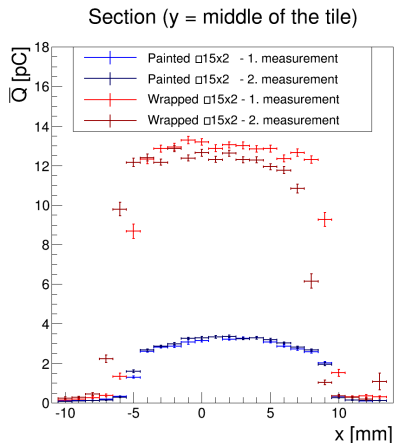 Section (y = middle of the tile)
Q̅ [pC]
18
16
14
12
10
8
6
4
2
0
Painted □15x2 - 1. measurement
Painted □15x2 - 2. measurement
Wrapped □15x2 - 1. measurement
Wrapped □15x2 - 2. measurement
-10 -5 0 5 10
x [mm]